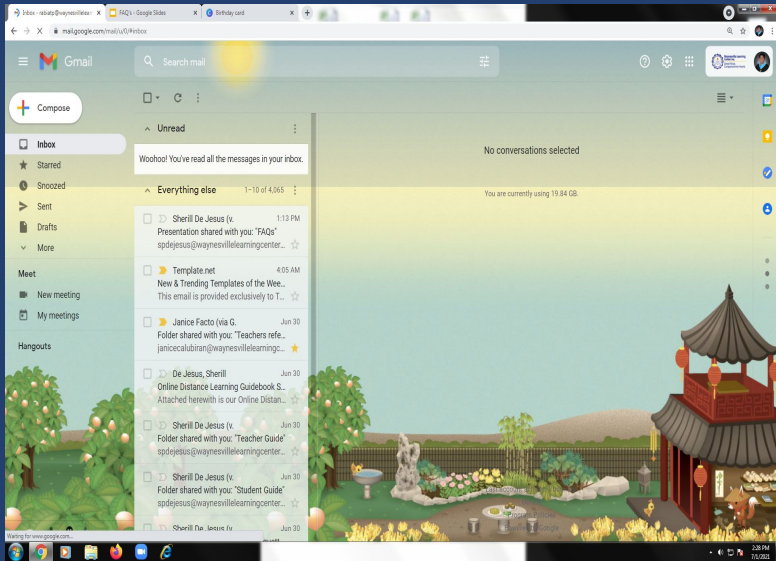 Inbox - rabiatp@waynesvillelear
FAQ's - Google Slides
Birthday card
mail.google.com/mail/u/0/#inbox
Gmail
Search mail
Compose
Inbox
Starred
Snoozed
Sent
Drafts
More
Meet
New meeting
My meetings
Hangouts
Unread
Woohoo! You've read all the messages in your inbox.
Everything else 1-10 of 4,065
Sherill De Jesus (v. 1:13 PM
Presentation shared with you: "FAQs"
spdejesus@waynesvillelearningcenter...
Template.net 4:05 AM
New & Trending Templates of the Wee...
This email is provided exclusively to T...
Janice Facto (via G. Jun 30
Folder shared with you: "Teachers refe...
janicecalubiran@waynesvillelearningc...
De Jesus, Sherill Jun 30
Online Distance Learning Guidebook S...
Attached herewith is our Online Distan...
Sherill De Jesus (v. Jun 30
Folder shared with you: "Teacher Guide"
spdejesus@waynesvillelearningcenter...
Sherill De Jesus (v. Jun 30
Folder shared with you: "Student Guide"
spdejesus@waynesvillelearningcenter...
Sherill De Jesus (v. Jun 30
No conversations selected
You are currently using 19.84 GB.
Waiting for www.google.com...
2:28 PM
7/1/2021